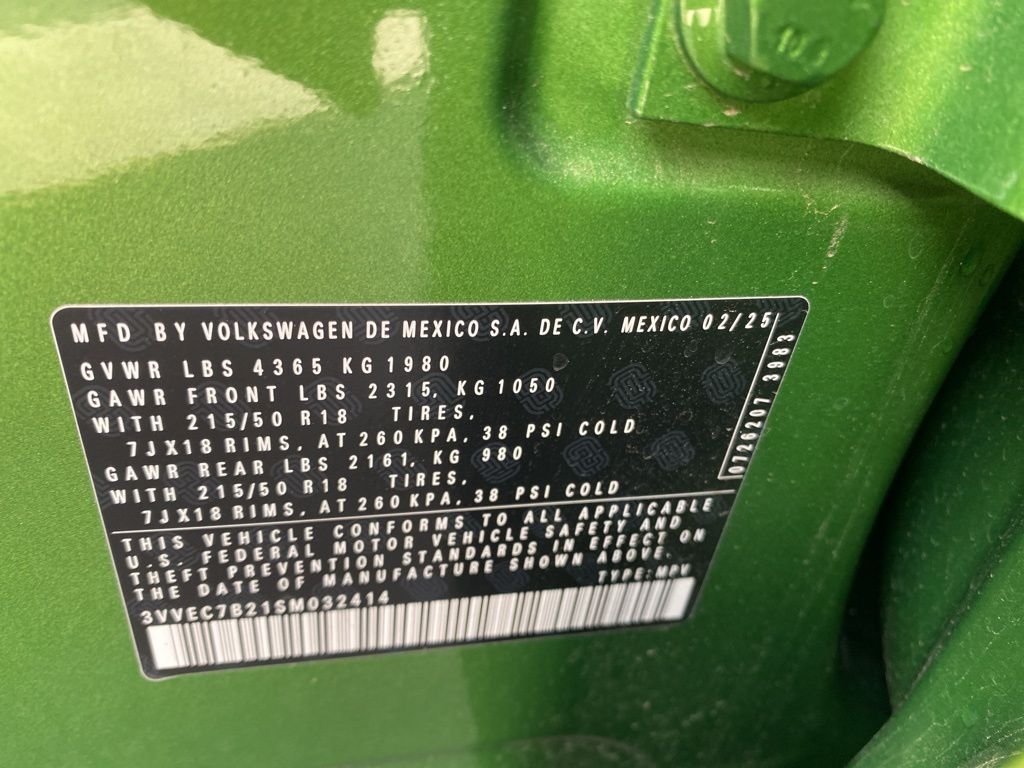 MFD BY VOLKSWAGEN DE MEXICO S.A. DE C.V. MEXICO 02/25
GVWR LBS 4365 KG 1980
GAWR FRONT LBS 2315, KG 1050
WITH 215/50 R18 TIRES,
7JX18 RIMS, AT 260 KPA, 38 PSI COLD
GAWR REAR LBS 2161, KG 980
WITH 215/50 R18 TIRES,
7JX18 RIMS, AT 260 KPA, 38 PSI COLD
0726207 3983
THIS VEHICLE CONFORMS TO ALL APPLICABLE
U.S. FEDERAL MOTOR VEHICLE SAFETY AND
THEFT PREVENTION STANDARDS IN EFFECT ON
THE DATE OF MANUFACTURE SHOWN ABOVE.
3VVEC7B21SM032414 TYPE: MPV